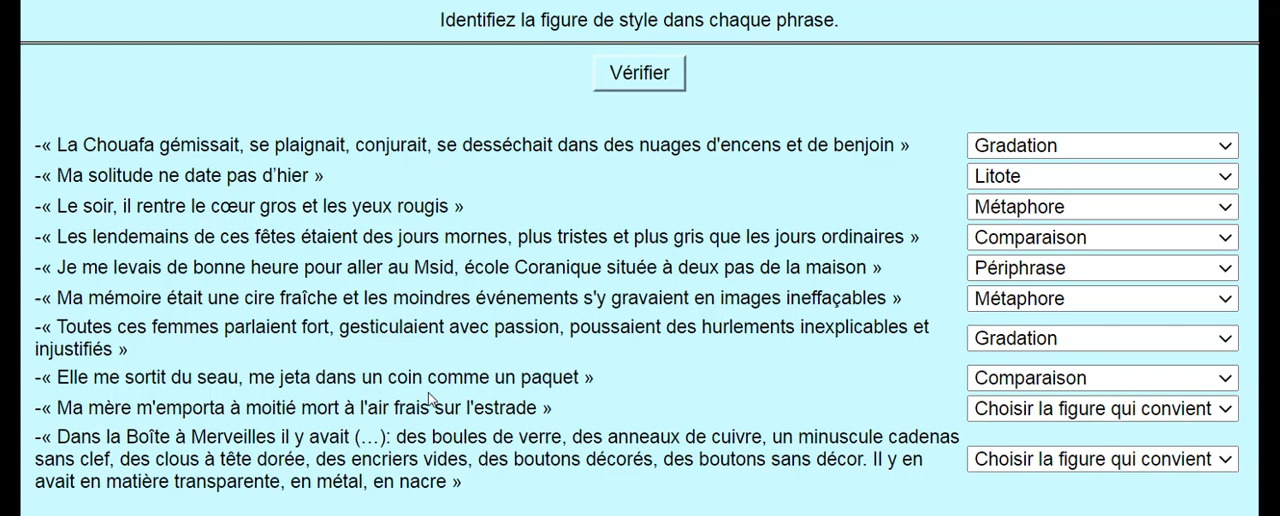 Identifiez la figure de style dans chaque phrase.
Vérifier
-« La Chouafa gémissait, se plaignait, conjurait, se desséchait dans des nuages d'encens et de benjoin » Gradation
-« Ma solitude ne date pas d’hier » Litote
-« Le soir, il rentre le cœur gros et les yeux rougis » Métaphore
-« Les lendemains de ces fêtes étaient des jours mornes, plus tristes et plus gris que les jours ordinaires » Comparaison
-« Je me levais de bonne heure pour aller au Msid, école Coranique située à deux pas de la maison » Périphrase
-« Ma mémoire était une cire fraîche et les moindres événements s'y gravaient en images ineffaçables » Métaphore
-« Toutes ces femmes parlaient fort, gesticulaient avec passion, poussaient des hurlements inexplicables et
injustifiés » Gradation
-« Elle me sortit du seau, me jeta dans un coin comme un paquet » Comparaison
-« Ma mère m'emporta à moitié mort à l'air frais sur l'estrade » Choisir la figure qui convient
-« Dans la Boîte à Merveilles il y avait (…): des boules de verre, des anneaux de cuivre, un minuscule cadenas
sans clef, des clous à tête dorée, des encriers vides, des boutons décorés, des boutons sans décor. Il y en Choisir la figure qui convient
avait en matière transparente, en métal, en nacre »